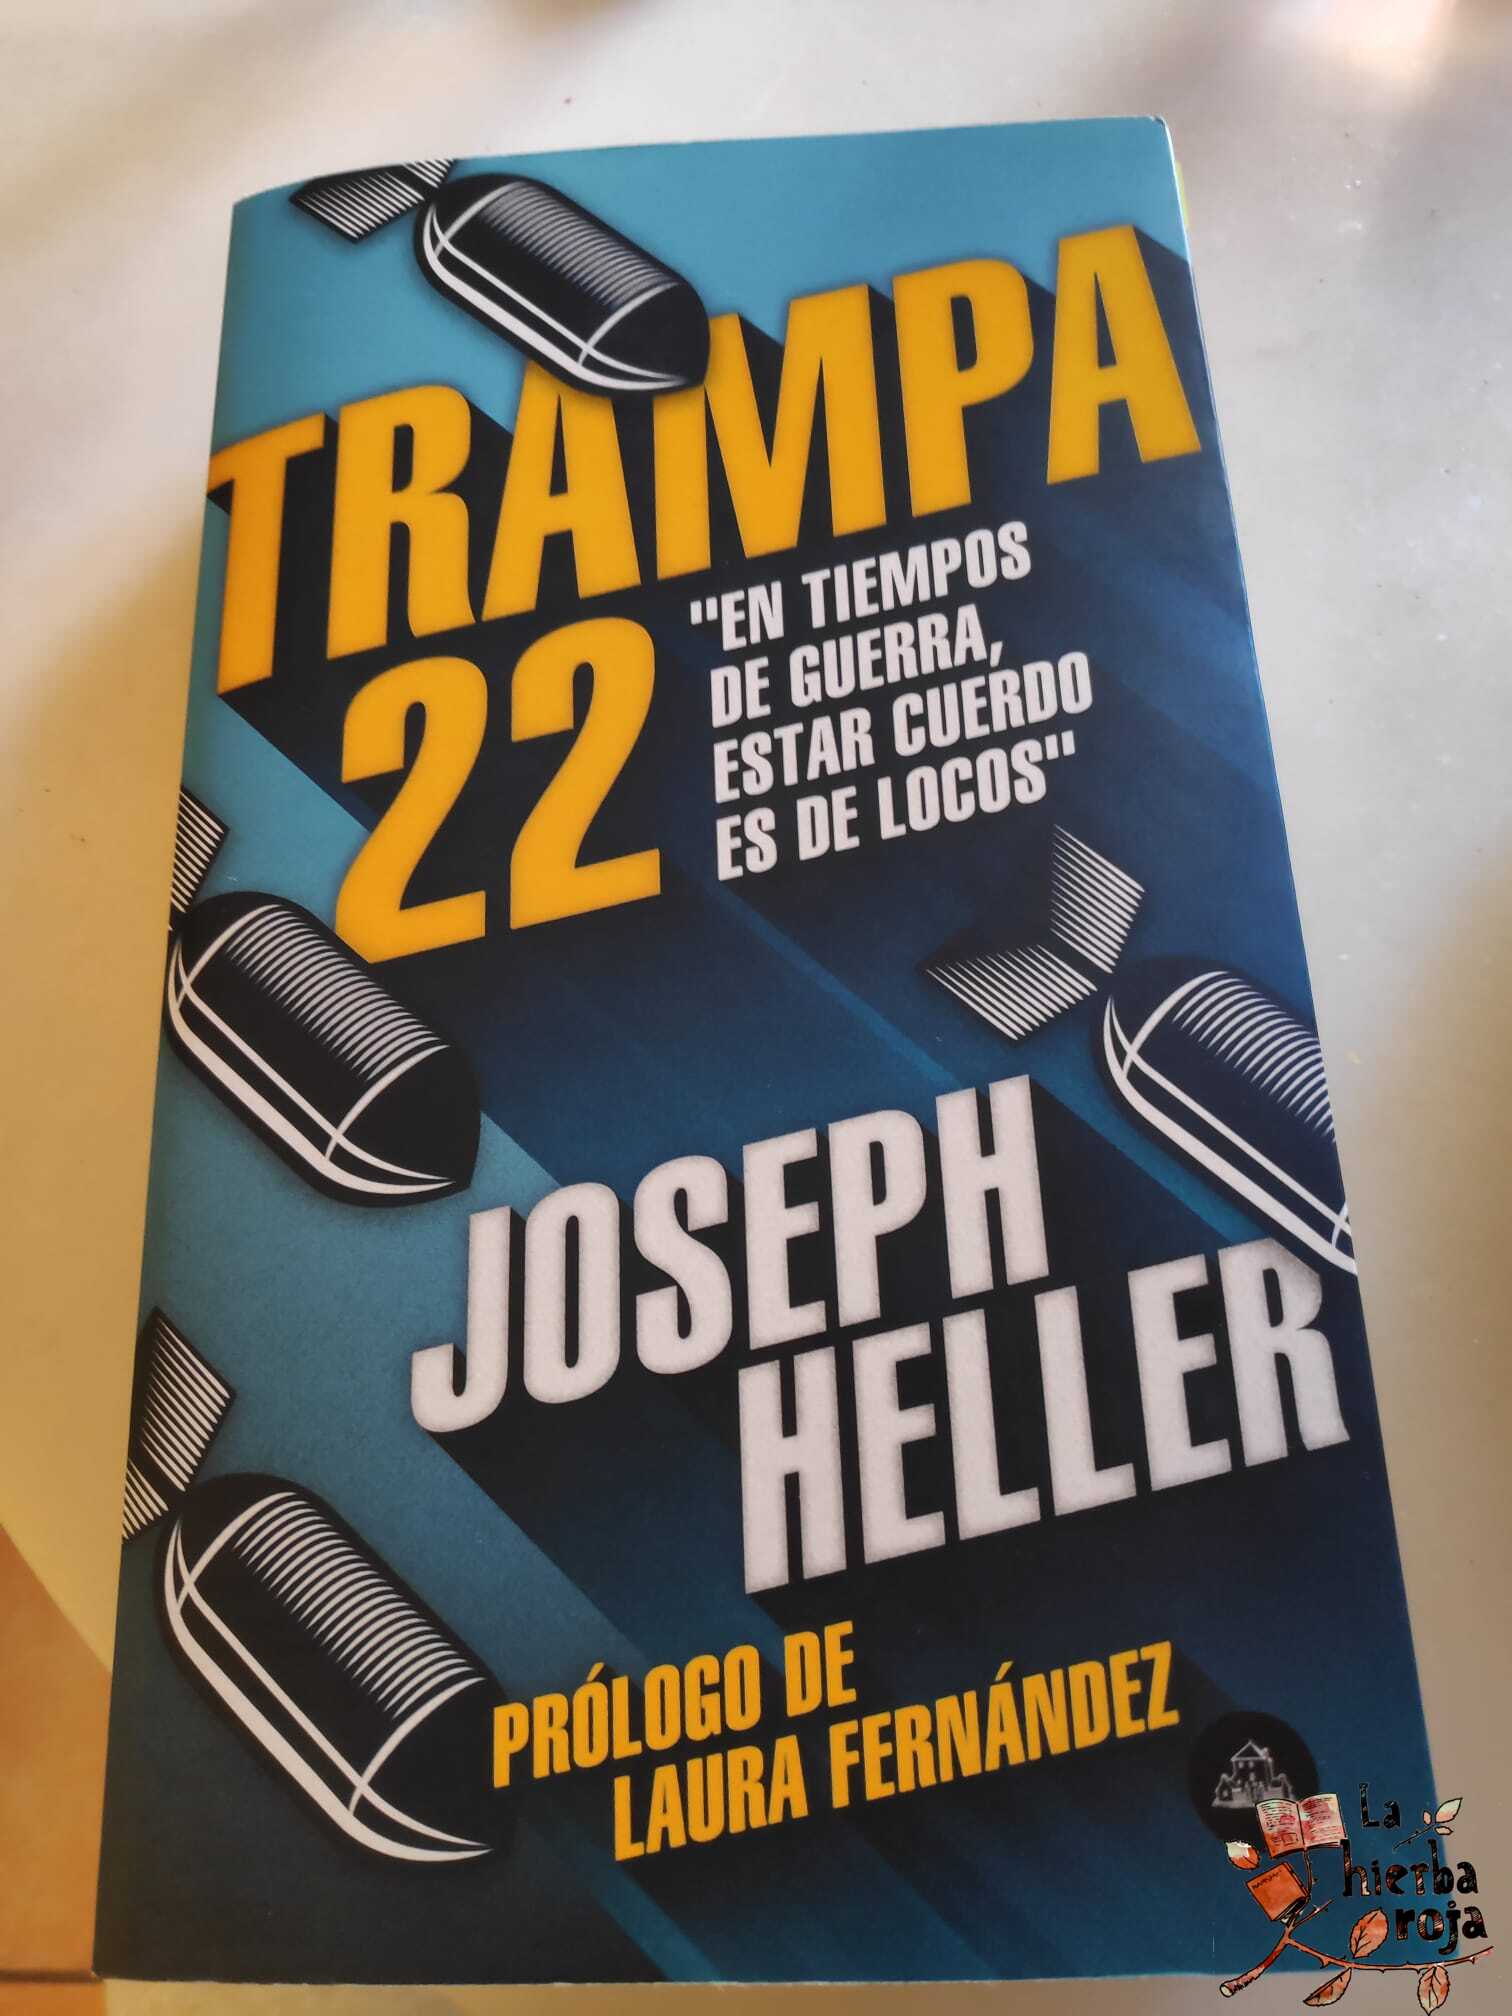 TRAMPA
22
"EN TIEMPOS
DE GUERRA,
ESTAR CUERDO
ES DE LOCOS"
JOSEPH
HELLER
PRÓLOGO DE
LAURA FERNÁNDEZ
La
hierba
roja